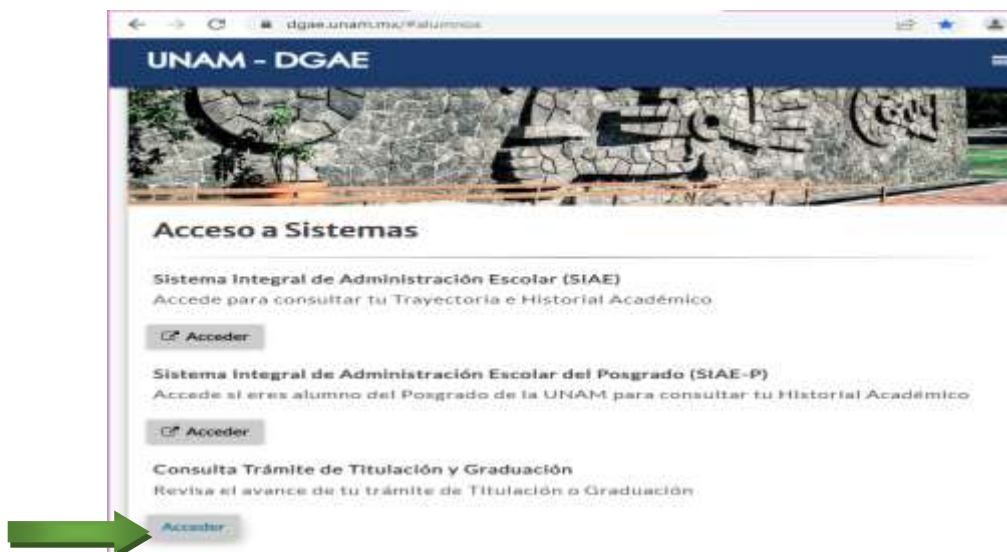 dgae.unam.mx/#alumnos
UNAM - DGAE
Acceso a Sistemas
Sistema Integral de Administración Escolar (SIAE)
Accede para consultar tu Trayectoria e Historial Académico
Acceder
Sistema Integral de Administración Escolar del Posgrado (SIAE-P)
Accede si eres alumno del Posgrado de la UNAM para consultar tu Historial Académico
Acceder
Consulta Trámite de Titulación y Graduación
Revisa el avance de tu trámite de Titulación o Graduación
Acceder